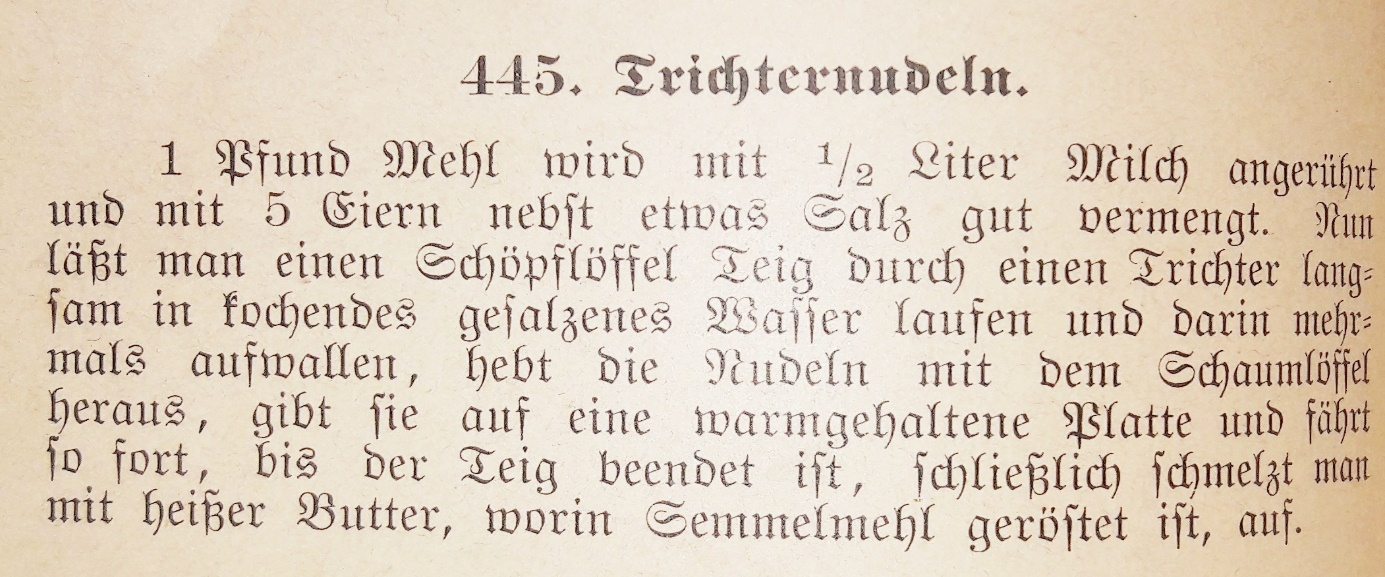 445. Trichternudeln.
1 Pfund Mehl wird mit 1/2 Liter Milch angerührt
und mit 5 Eiern nebst etwas Salz gut vermengt. Nun
läßt man einen Schöpflöffel Teig durch einen Trichter lang-
sam in kochendes gesalzenes Wasser laufen und darin mehr-
mals aufwallen, hebt die Nudeln mit dem Schaumlöffel
heraus, gibt sie auf eine warmgehaltene Platte und fährt
so fort, bis der Teig beendet ist, schließlich schmelzt man
mit heißer Butter, worin Semmelmehl geröstet ist, auf.